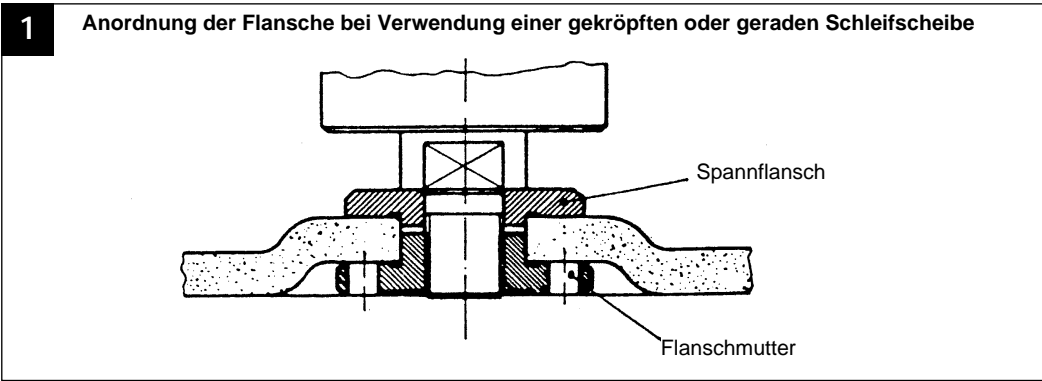 1
Anordnung der Flansche bei Verwendung einer gekröpften oder geraden Schleifscheibe
Spannflansch
Flanschmutter